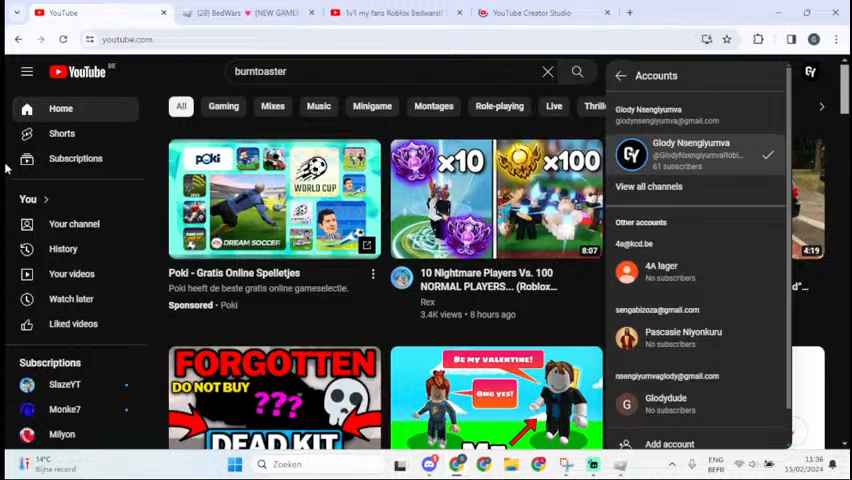 YouTube
(28) BedWars [NEW GAME]
1v1 my fans Roblox Bedwars!!
YouTube Creator Studio
youtube.com
YouTube BE
burntoaster
Accounts
Home
Shorts
Subscriptions
You
Your channel
History
Your videos
Watch later
Liked videos
Subscriptions
SlazeYT
Monke7
Milyon
All
Gaming
Mixes
Music
Minigame
Montages
Role-playing
Live
Thrille
POKi
WORLD CUP
DREAM SOCCER
Poki - Gratis Online Spelletjes
Poki heeft de beste gratis online gameselectie.
Sponsored · Poki
x10
x100
8:07
10 Nightmare Players Vs. 100
NORMAL PLAYERS... (Roblox...
Rex
3.4K views • 8 hours ago
4:19
FORGOTTEN
DO NOT BUY
???
DEAD KIT
BE MY VALENTINE!
OMG YES!
Glody Nsengiyumva
glodynsengiyumva@gmail.com
GY
Glody Nsengiyumva
@GlodyNsengiyumvaRobl...
61 subscribers
View all channels
Other accounts
4a@kcd.be
4A lager
No subscribers
sengabizoza@gmail.com
Pascasie Niyonkuru
No subscribers
nsengiyumvaglody@gmail.com
G
Glodydude
No subscribers
Add account
14°C
Bijna record
Zoeken
ENG
BEFR
11:36
15/02/2024